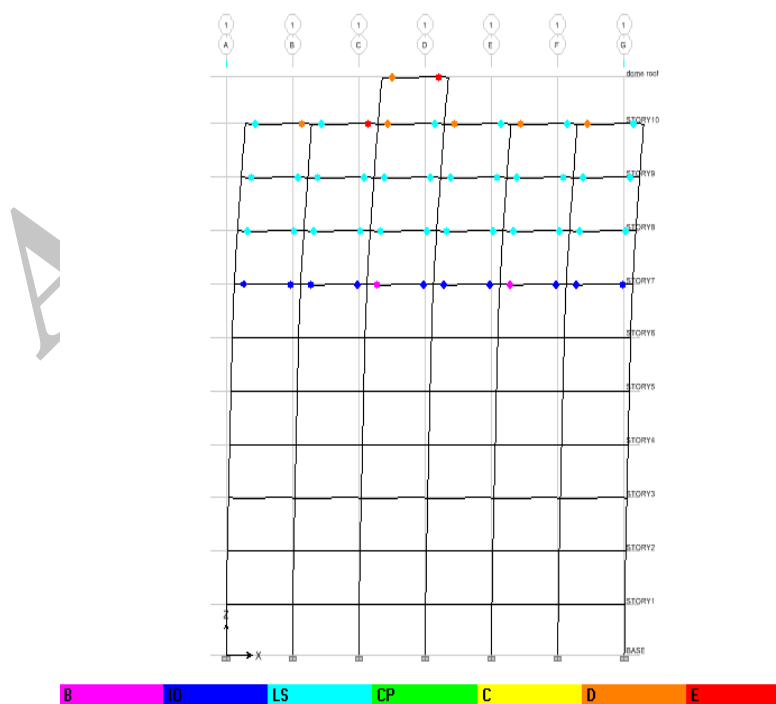 1 1 1 1 1 1 1
A B C D E F G
dome roof
STORY10
STORY9
STORY8
STORY7
STORY6
STORY5
STORY4
STORY3
STORY2
STORY1
Z
X
BASE
B IO LS CP C D E